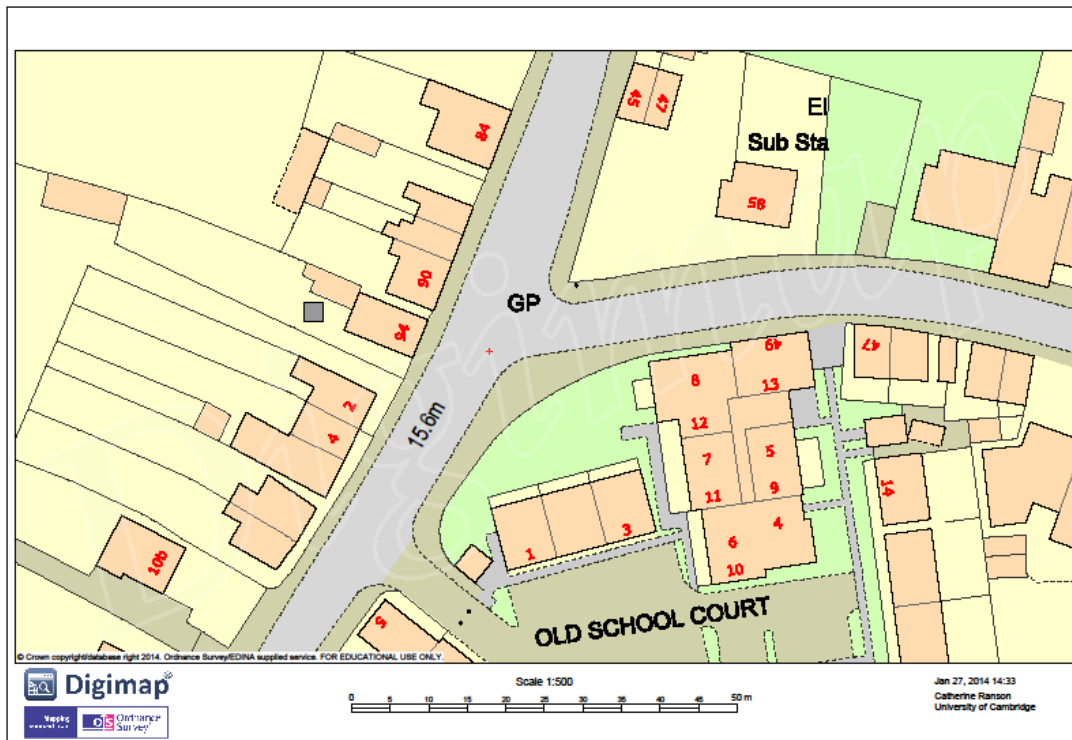 84
45
47
El
Sub Sta
85
90
94
GP
2
4
15.6m
8
49
13
12
7
5
11
9
4
6
10
1
3
47
14
10b
5
OLD SCHOOL COURT
Digimap
© Crown copyright/database right 2014. Ordnance Survey/EDINA supplied service. FOR EDUCATIONAL USE ONLY.
Digimap
Ordnance
Survey
Scale 1:500
0 5 10 15 20 25 30 35 40 50 m
Jan 27, 2014 14:33
Catherine Ranson
University of Cambridge